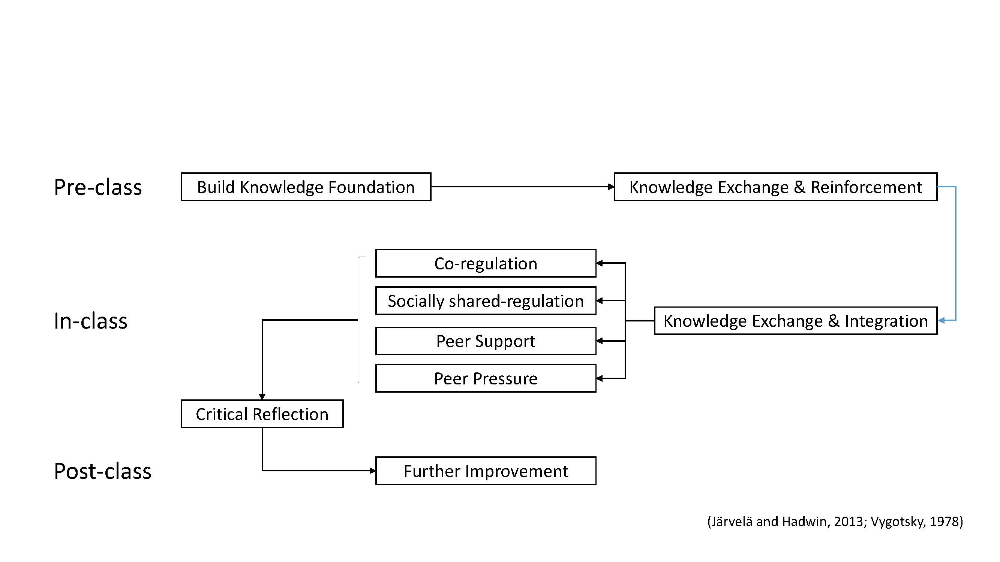 Pre-class
Build Knowledge Foundation
Knowledge Exchange & Reinforcement
In-class
Co-regulation
Socially shared-regulation
Peer Support
Peer Pressure
Knowledge Exchange & Integration
Critical Reflection
Post-class
Further Improvement
(Järvelä and Hadwin, 2013; Vygotsky, 1978)